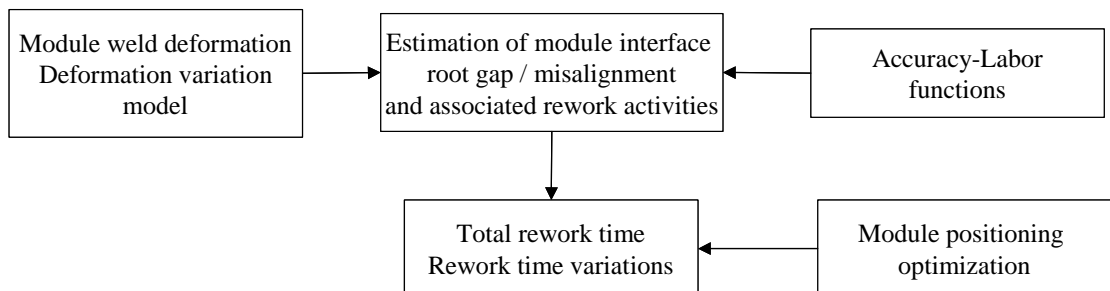 Module weld deformation
Deformation variation
model
Estimation of module interface
root gap / misalignment
and associated rework activities
Accuracy-Labor
functions
Total rework time
Rework time variations
Module positioning
optimization